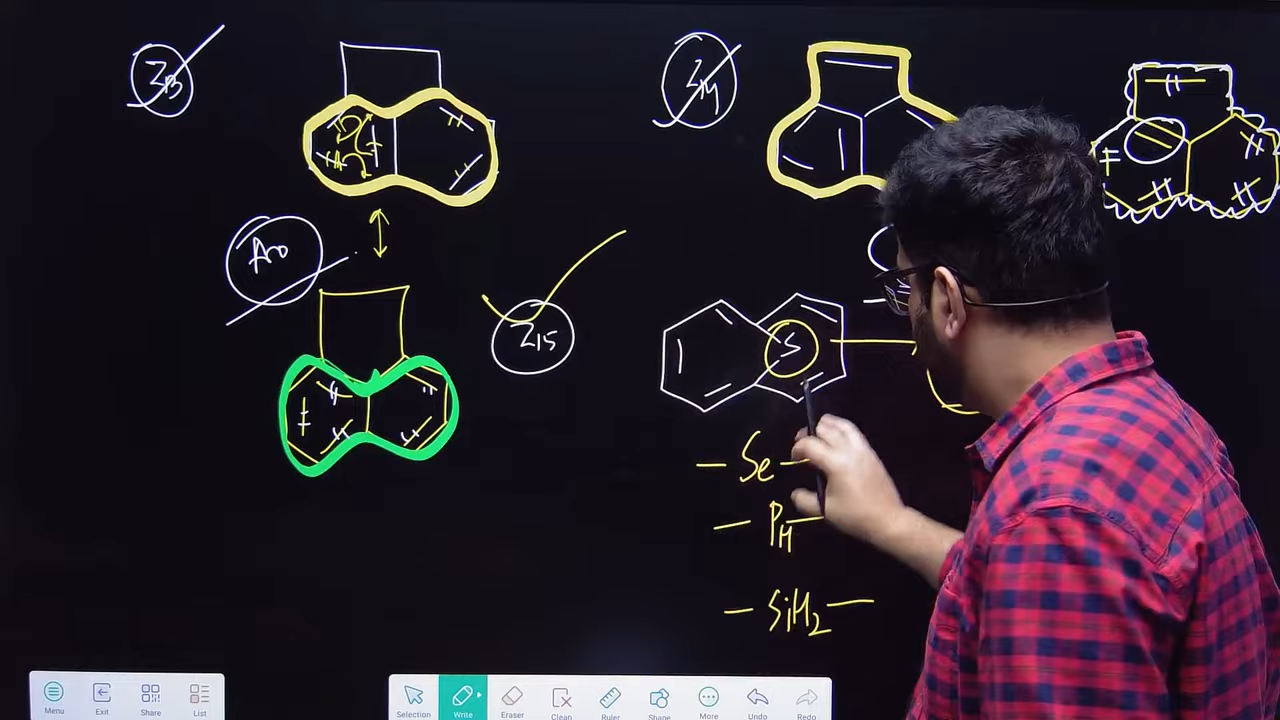 Z13
Z14
Aro
Z15
S
— Se —
— PH —
— SiH2 —
Menu Exit Share List
Selection Write Eraser Clean Ruler Shape More Undo Redo